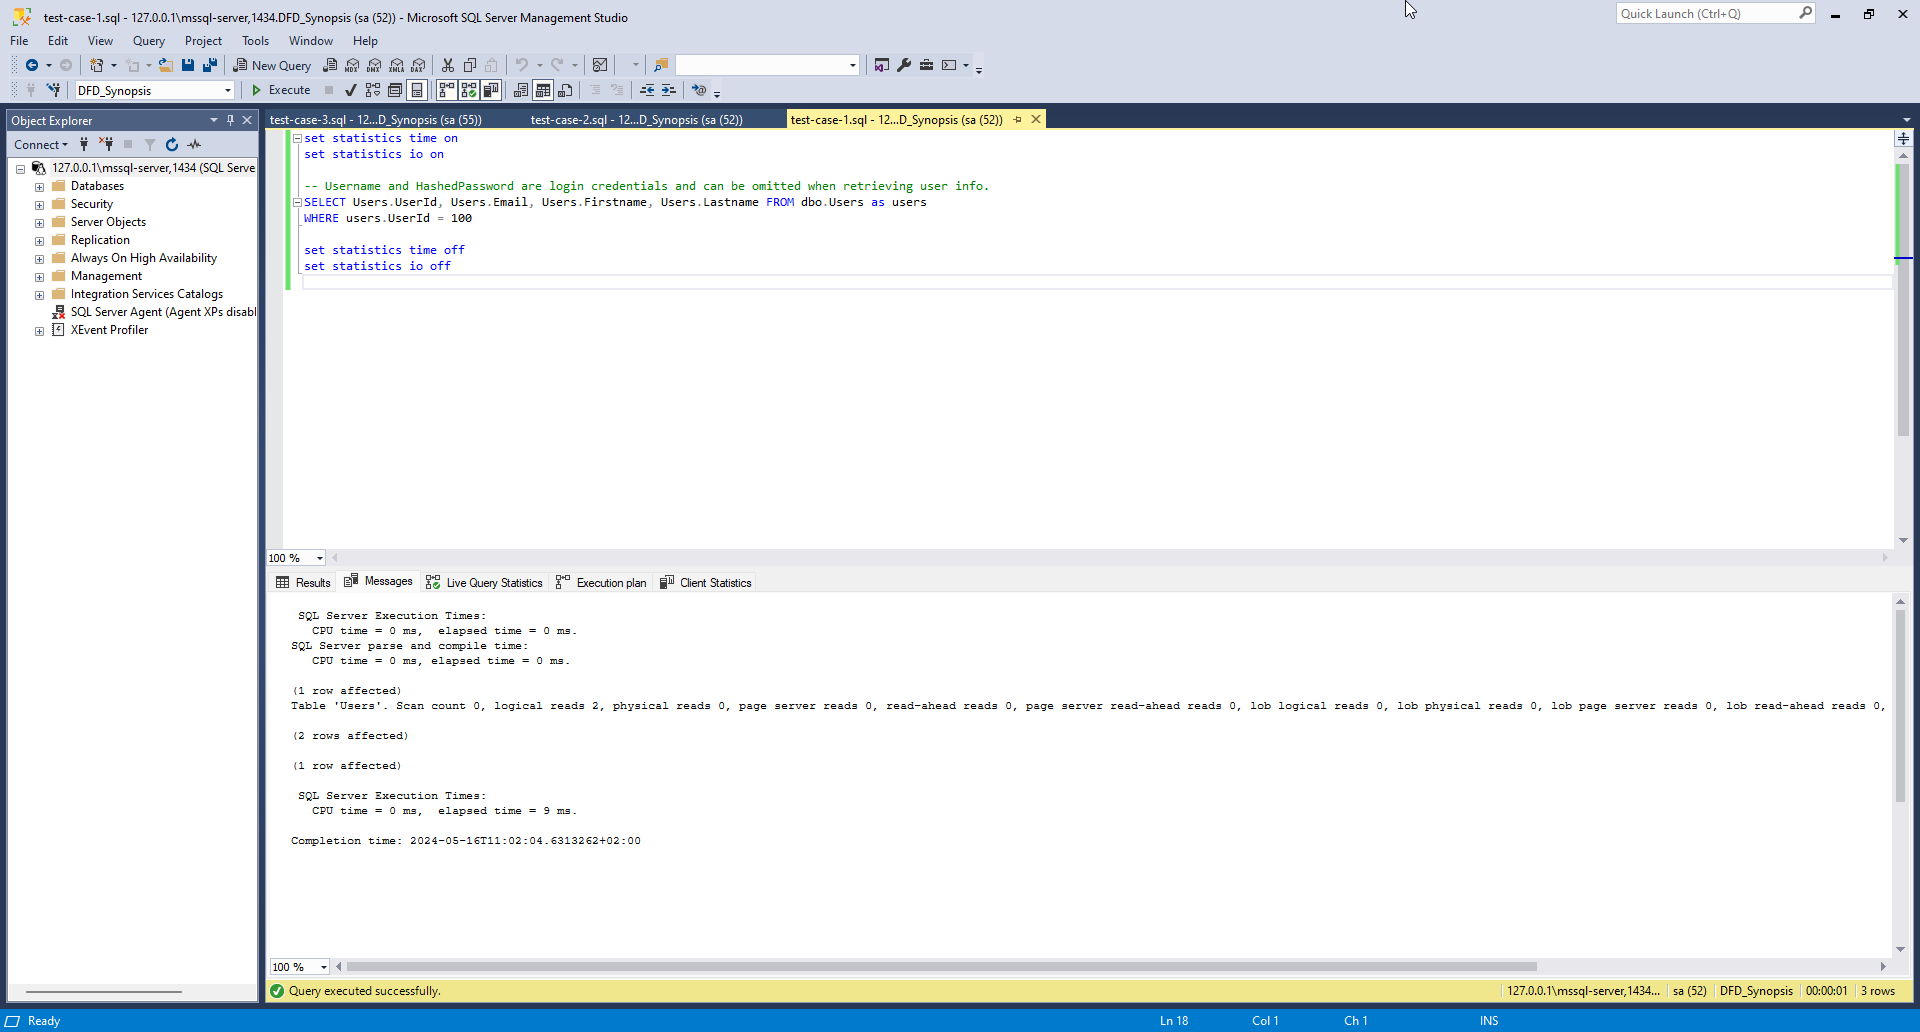 test-case-1.sql - 127.0.0.1\mssql-server,1434.DFD_Synopsis (sa (52)) - Microsoft SQL Server Management Studio
Quick Launch (Ctrl+Q)
File Edit View Query Project Tools Window Help
New Query MDX DMX XMLA DAX
DFD_Synopsis Execute
Object Explorer
test-case-3.sql - 12...D_Synopsis (sa (55)) test-case-2.sql - 12...D_Synopsis (sa (52)) test-case-1.sql - 12...D_Synopsis (sa (52))
Connect
127.0.0.1\mssql-server,1434 (SQL Serve
Databases
Security
Server Objects
Replication
Always On High Availability
Management
Integration Services Catalogs
SQL Server Agent (Agent XPs disabl
XEvent Profiler
set statistics time on
set statistics io on
-- Username and HashedPassword are login credentials and can be omitted when retrieving user info.
SELECT Users.UserId, Users.Email, Users.Firstname, Users.Lastname FROM dbo.Users as users
WHERE users.UserId = 100
set statistics time off
set statistics io off
100 %
Results Messages Live Query Statistics Execution plan Client Statistics
SQL Server Execution Times:
CPU time = 0 ms,  elapsed time = 0 ms.
SQL Server parse and compile time:
CPU time = 0 ms, elapsed time = 0 ms.
(1 row affected)
Table 'Users'. Scan count 0, logical reads 2, physical reads 0, page server reads 0, read-ahead reads 0, page server read-ahead reads 0, lob logical reads 0, lob physical reads 0, lob page server reads 0, lob read-ahead reads 0,
(2 rows affected)
(1 row affected)
SQL Server Execution Times:
CPU time = 0 ms,  elapsed time = 9 ms.
Completion time: 2024-05-16T11:02:04.6313262+02:00
100 %
Query executed successfully. 127.0.0.1\mssql-server,1434... sa (52) DFD_Synopsis 00:00:01 3 rows
Ready Ln 18 Col 1 Ch 1 INS